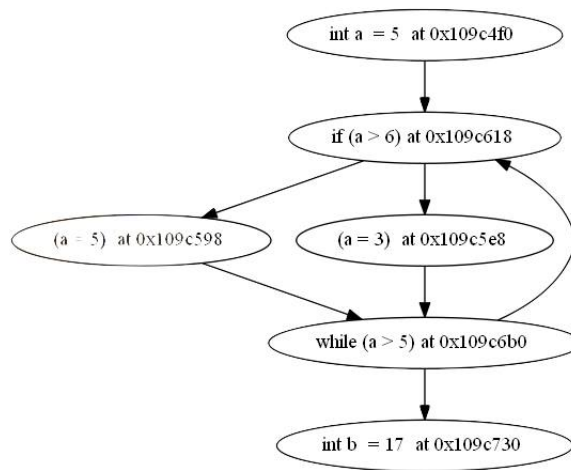 int a = 5 at 0x109c4f0
if (a > 6) at 0x109c618
(a = 5) at 0x109c598
(a = 3) at 0x109c5e8
while (a > 5) at 0x109c6b0
int b = 17 at 0x109c730